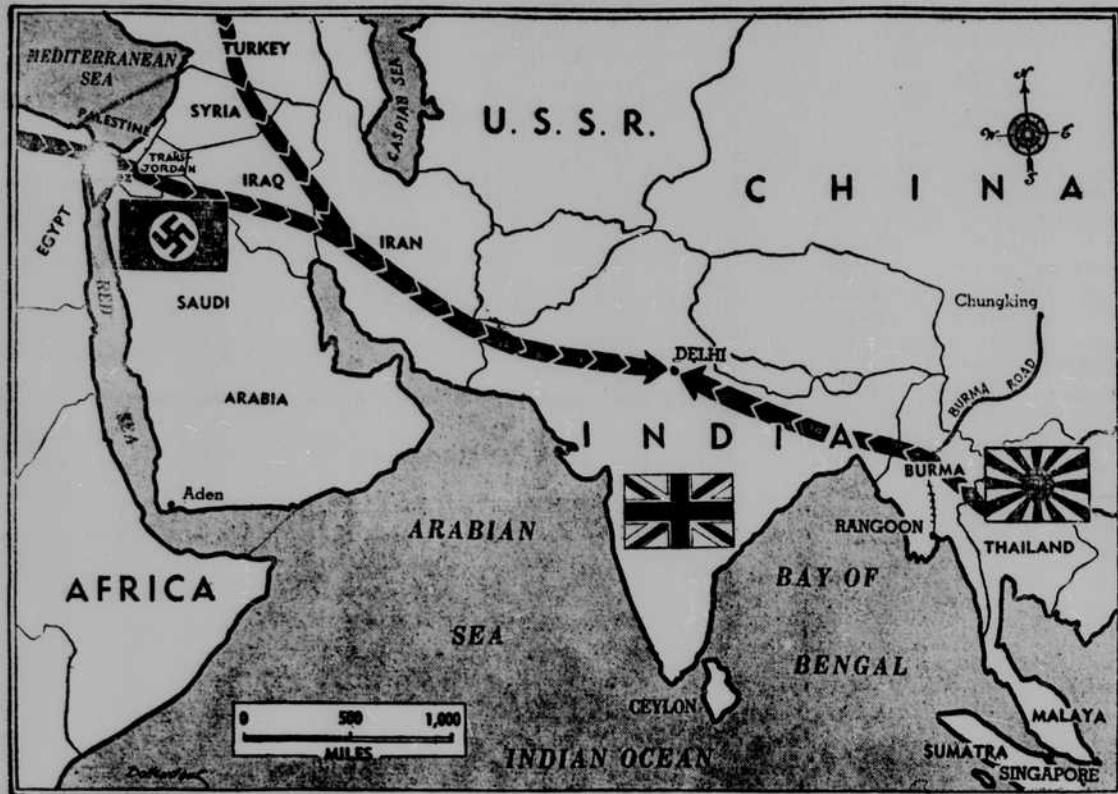 TURKEY
MEDITERRANEAN
SEA
CASPIAN SEA
U. S. S. R.
N
W
E
S
SYRIA
PALESTINE
TRANS-
JORDAN
IRAQ
CHINA
EGYPT
IRAN
SAUDI
RED
SEA
Chungking
DELHI
ARABIA
BURMA ROAD
INDIA
BURMA
Aden
ARABIAN
SEA
RANGOON
THAILAND
BAY OF
BENGAL
AFRICA
CEYLON
0 500 1,000
MILES
INDIAN OCEAN
MALAYA
SUMATRA
SINGAPORE